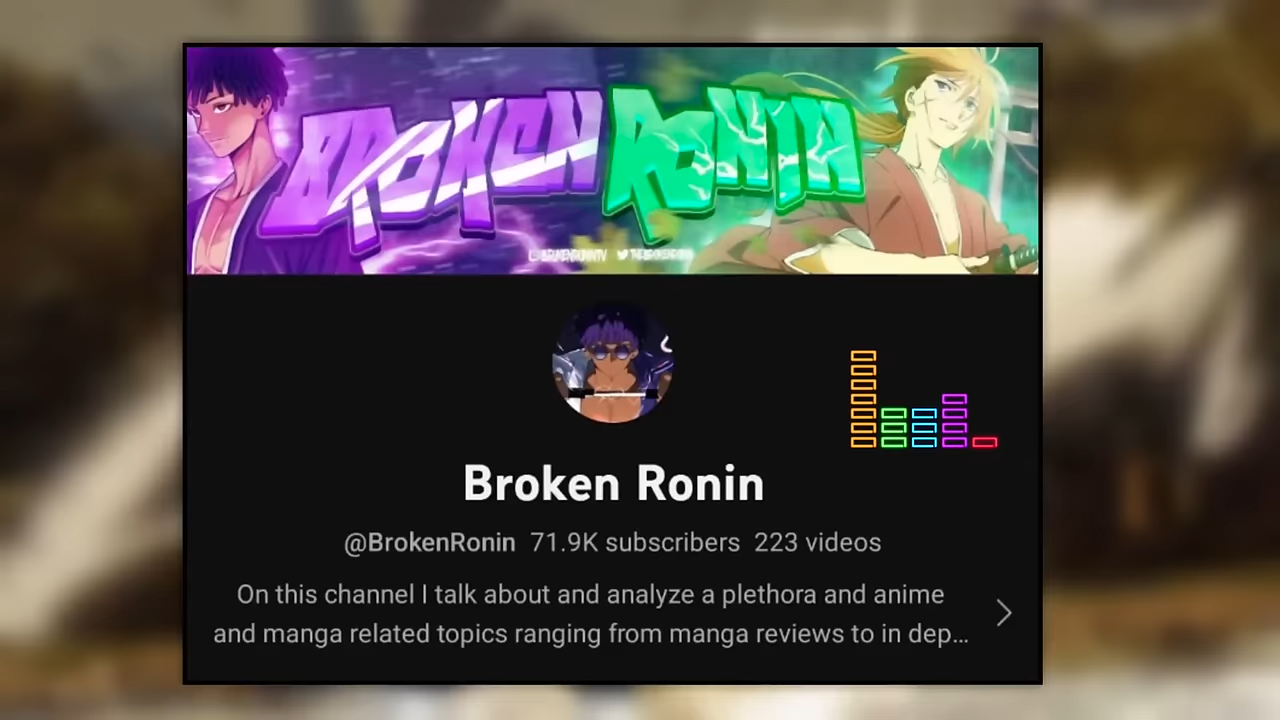 BROKEN RONIN
Broken Ronin
@BrokenRonin 71.9K subscribers 223 videos
On this channel I talk about and analyze a plethora and anime
and manga related topics ranging from manga reviews to in dep...